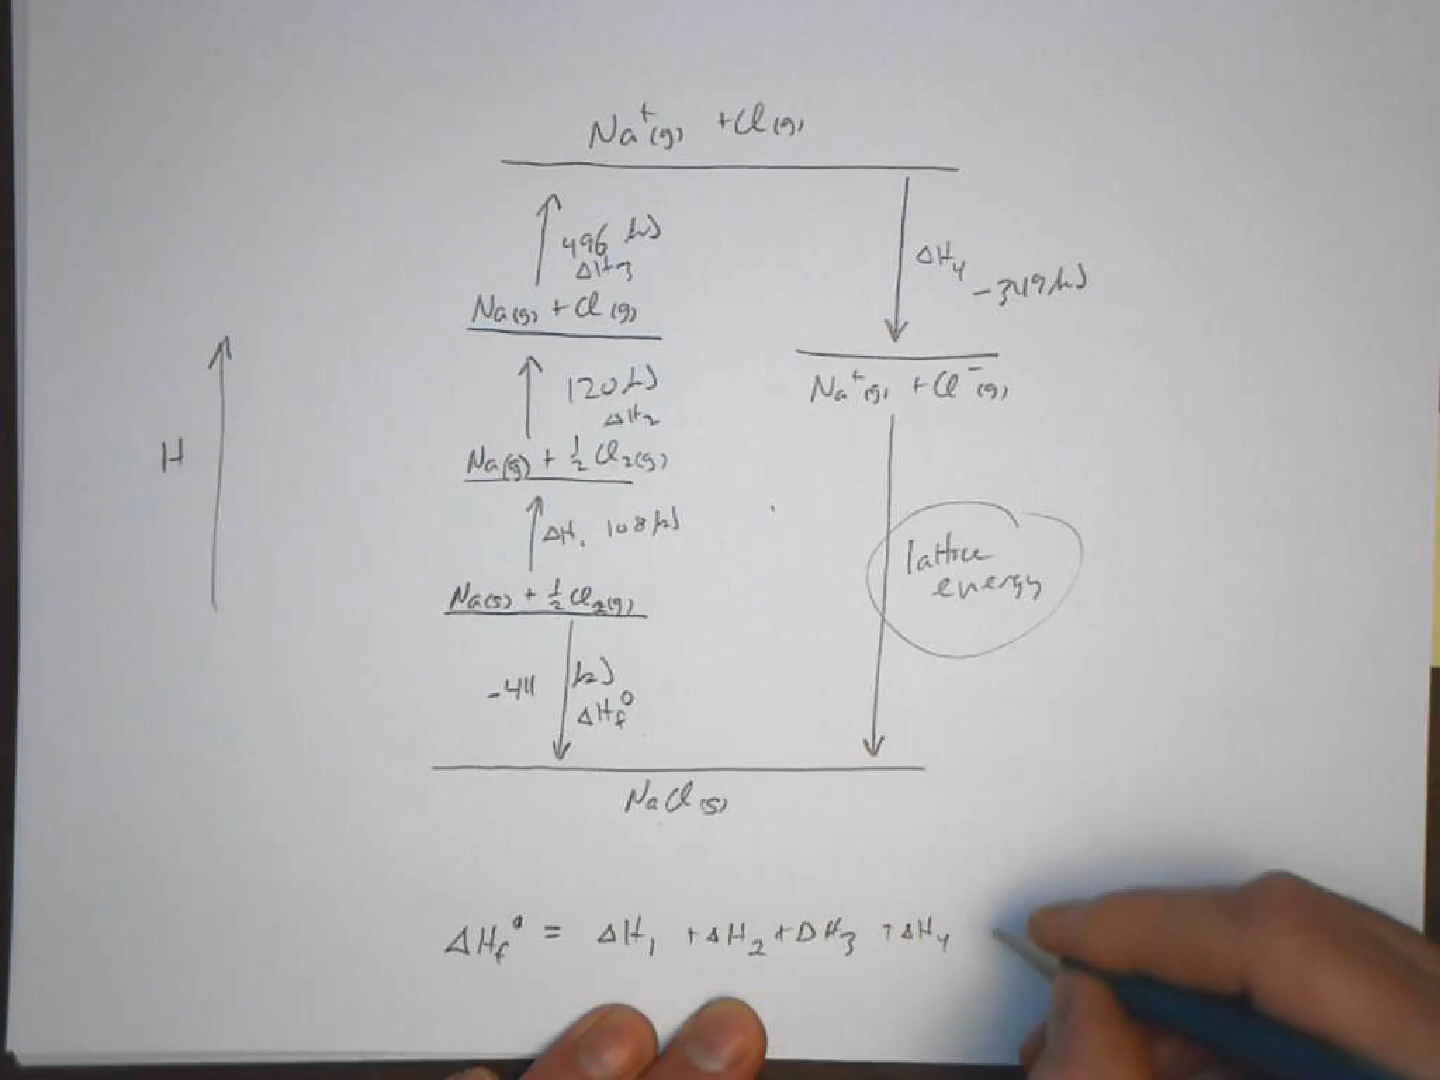 Na⁺(g) +Cl(g)
496 kJ
ΔH₃
ΔH₄
-349 kJ
Na(g) + Cl (g)
120 kJ
ΔH₂
Na⁺(g) + Cl⁻(g)
H
Na(g) + ½ Cl₂(g)
ΔH₁ 108 kJ
lattice
energy
Na(s) + ½ Cl₂(g)
-411 kJ
ΔHf°
NaCl(s)
ΔHf° = ΔH₁ + ΔH₂ + ΔH₃ + ΔH₄